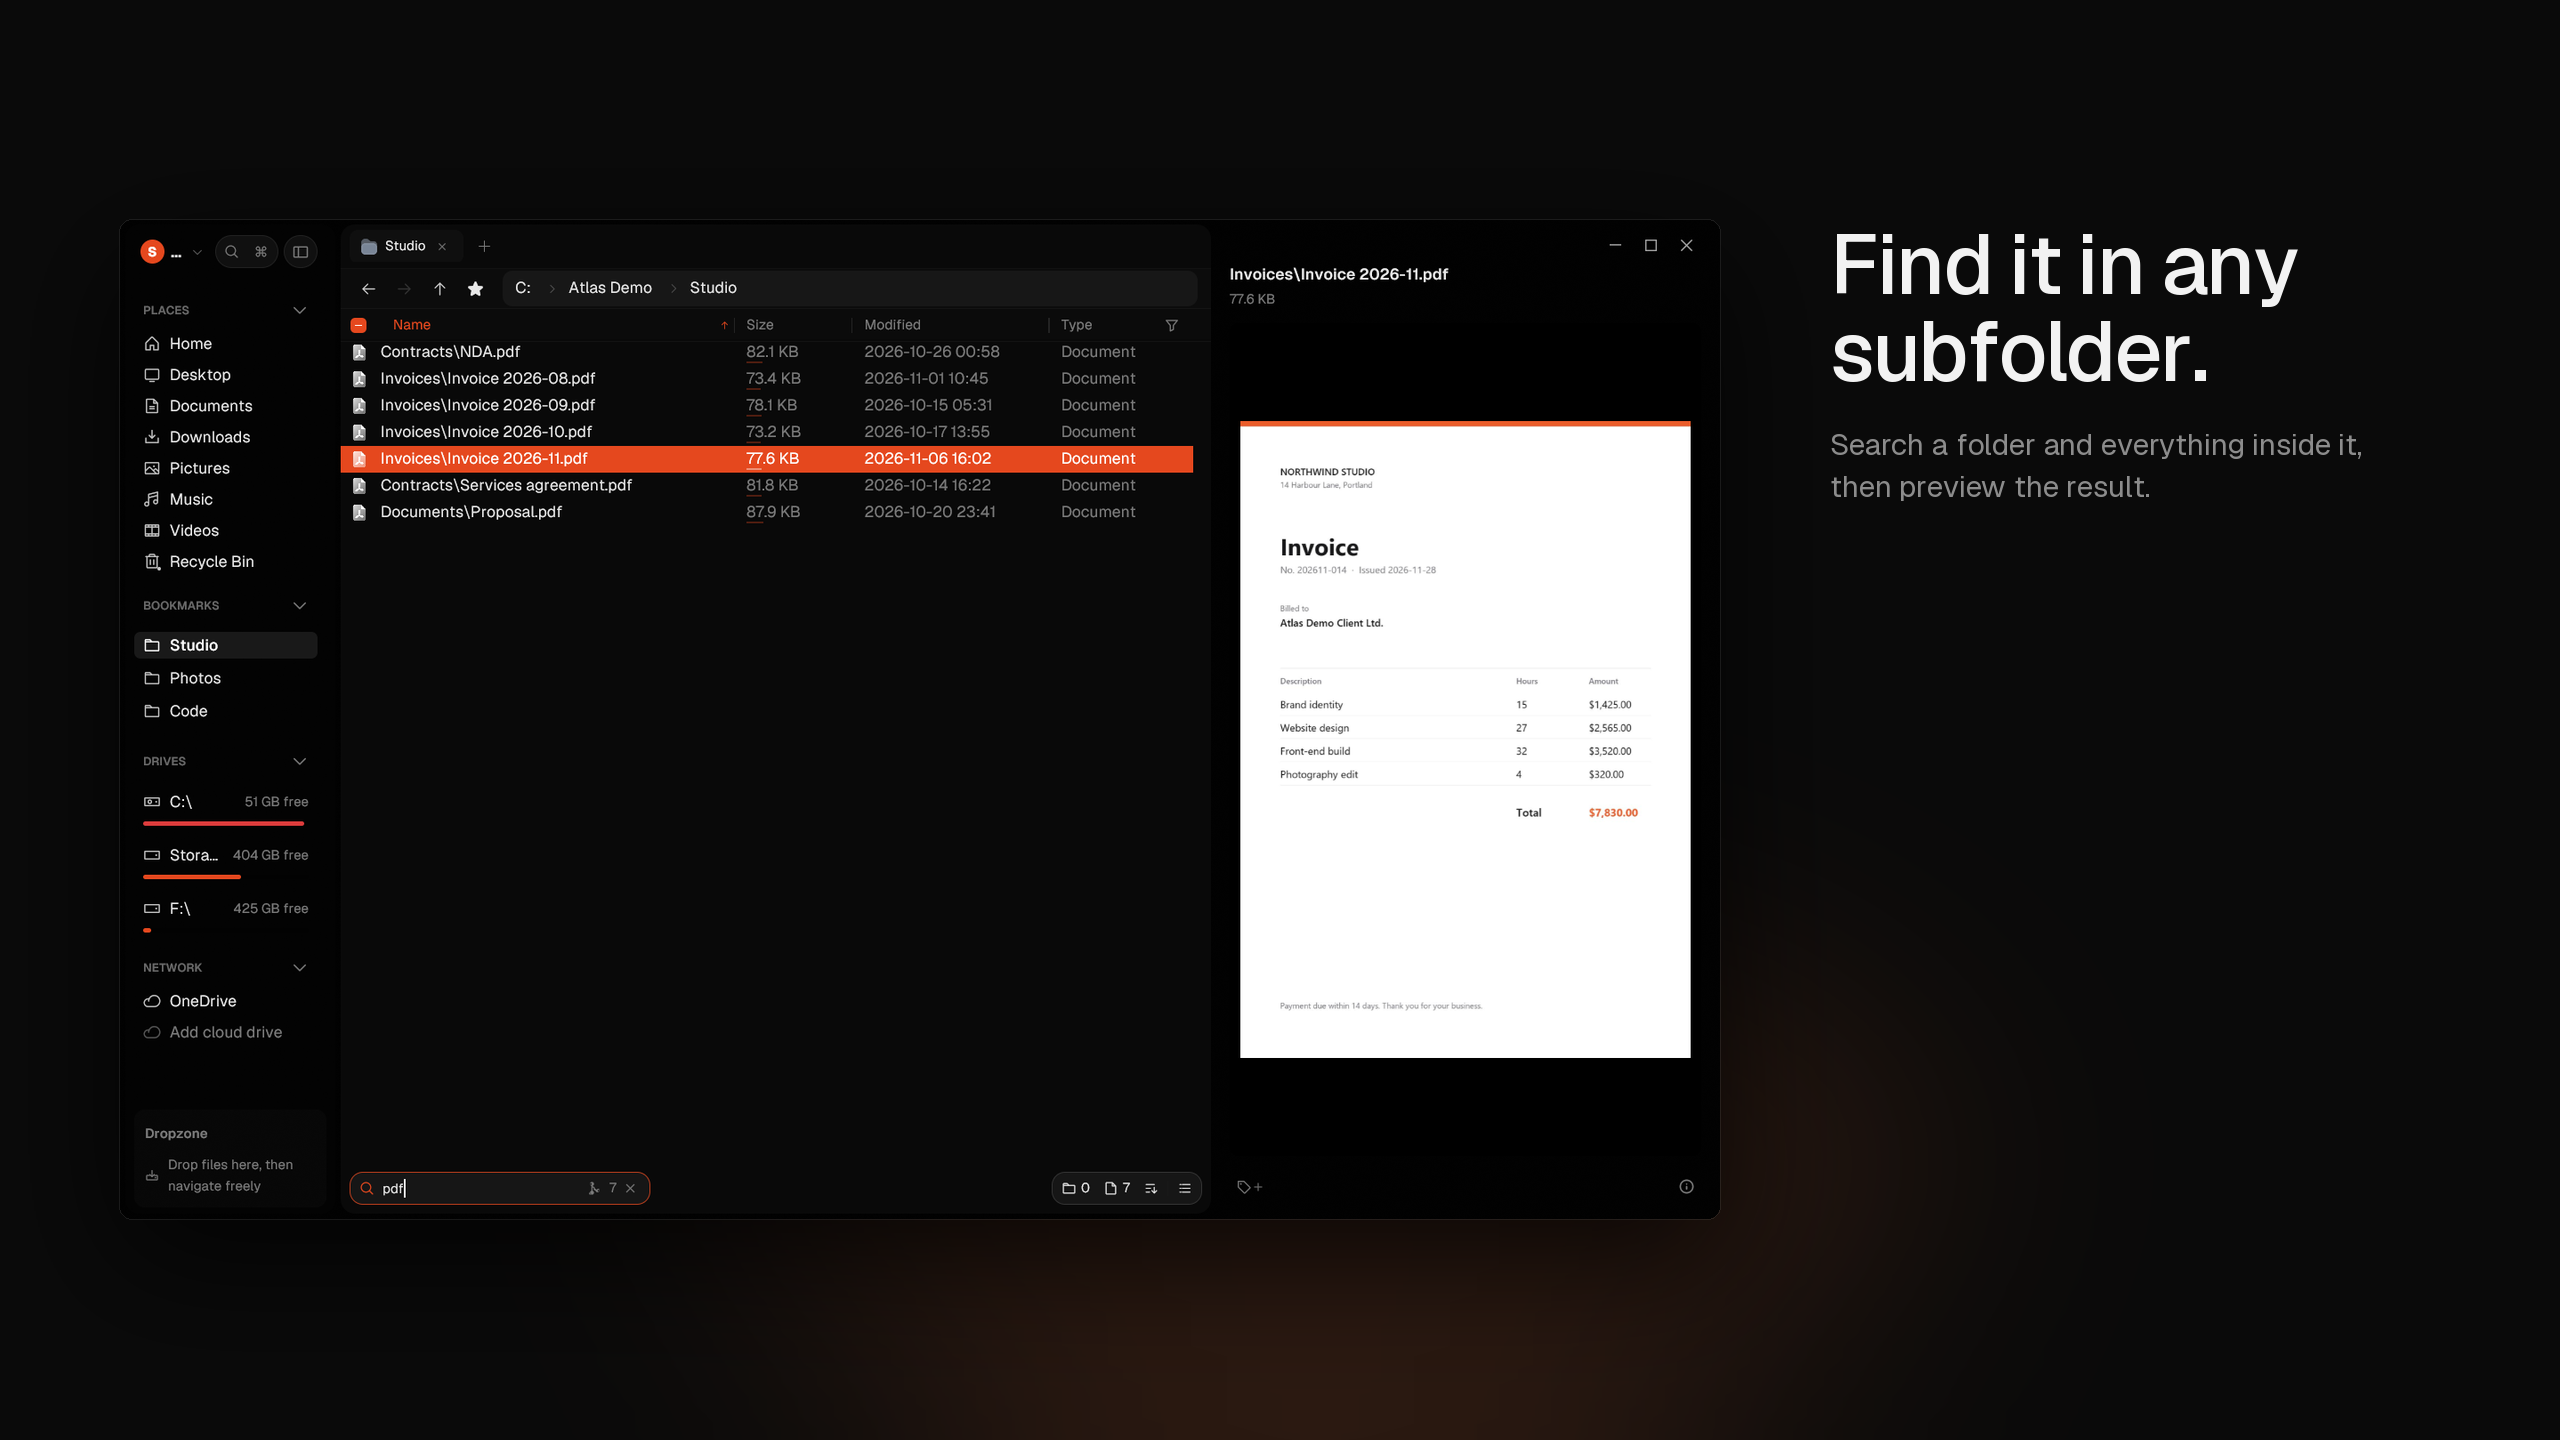 S ...
PLACES
Home
Desktop
Documents
Downloads
Pictures
Music
Videos
Recycle Bin
BOOKMARKS
Studio
Photos
Code
DRIVES
C:\ 51 GB free
Stora... 404 GB free
F:\ 425 GB free
NETWORK
OneDrive
Add cloud drive
Dropzone
Drop files here, then
navigate freely
Studio
C: Atlas Demo Studio
Name Size Modified Type
Contracts\NDA.pdf 82.1 KB 2026-10-26 00:58 Document
Invoices\Invoice 2026-08.pdf 73.4 KB 2026-11-01 10:45 Document
Invoices\Invoice 2026-09.pdf 78.1 KB 2026-10-15 05:31 Document
Invoices\Invoice 2026-10.pdf 73.2 KB 2026-10-17 13:55 Document
Invoices\Invoice 2026-11.pdf 77.6 KB 2026-11-06 16:02 Document
Contracts\Services agreement.pdf 81.8 KB 2026-10-14 16:22 Document
Documents\Proposal.pdf 87.9 KB 2026-10-20 23:41 Document
pdf 7
0 7
Invoices\Invoice 2026-11.pdf
77.6 KB
NORTHWIND STUDIO
14 Harbour Lane, Portland
Invoice
No. 202611-014 · Issued 2026-11-28
Billed to
Atlas Demo Client Ltd.
Description Hours Amount
Brand identity 15 $1,425.00
Website design 27 $2,565.00
Front-end build 32 $3,520.00
Photography edit 4 $320.00
Total $7,830.00
Payment due within 14 days. Thank you for your business.
Find it in any
subfolder.
Search a folder and everything inside it,
then preview the result.